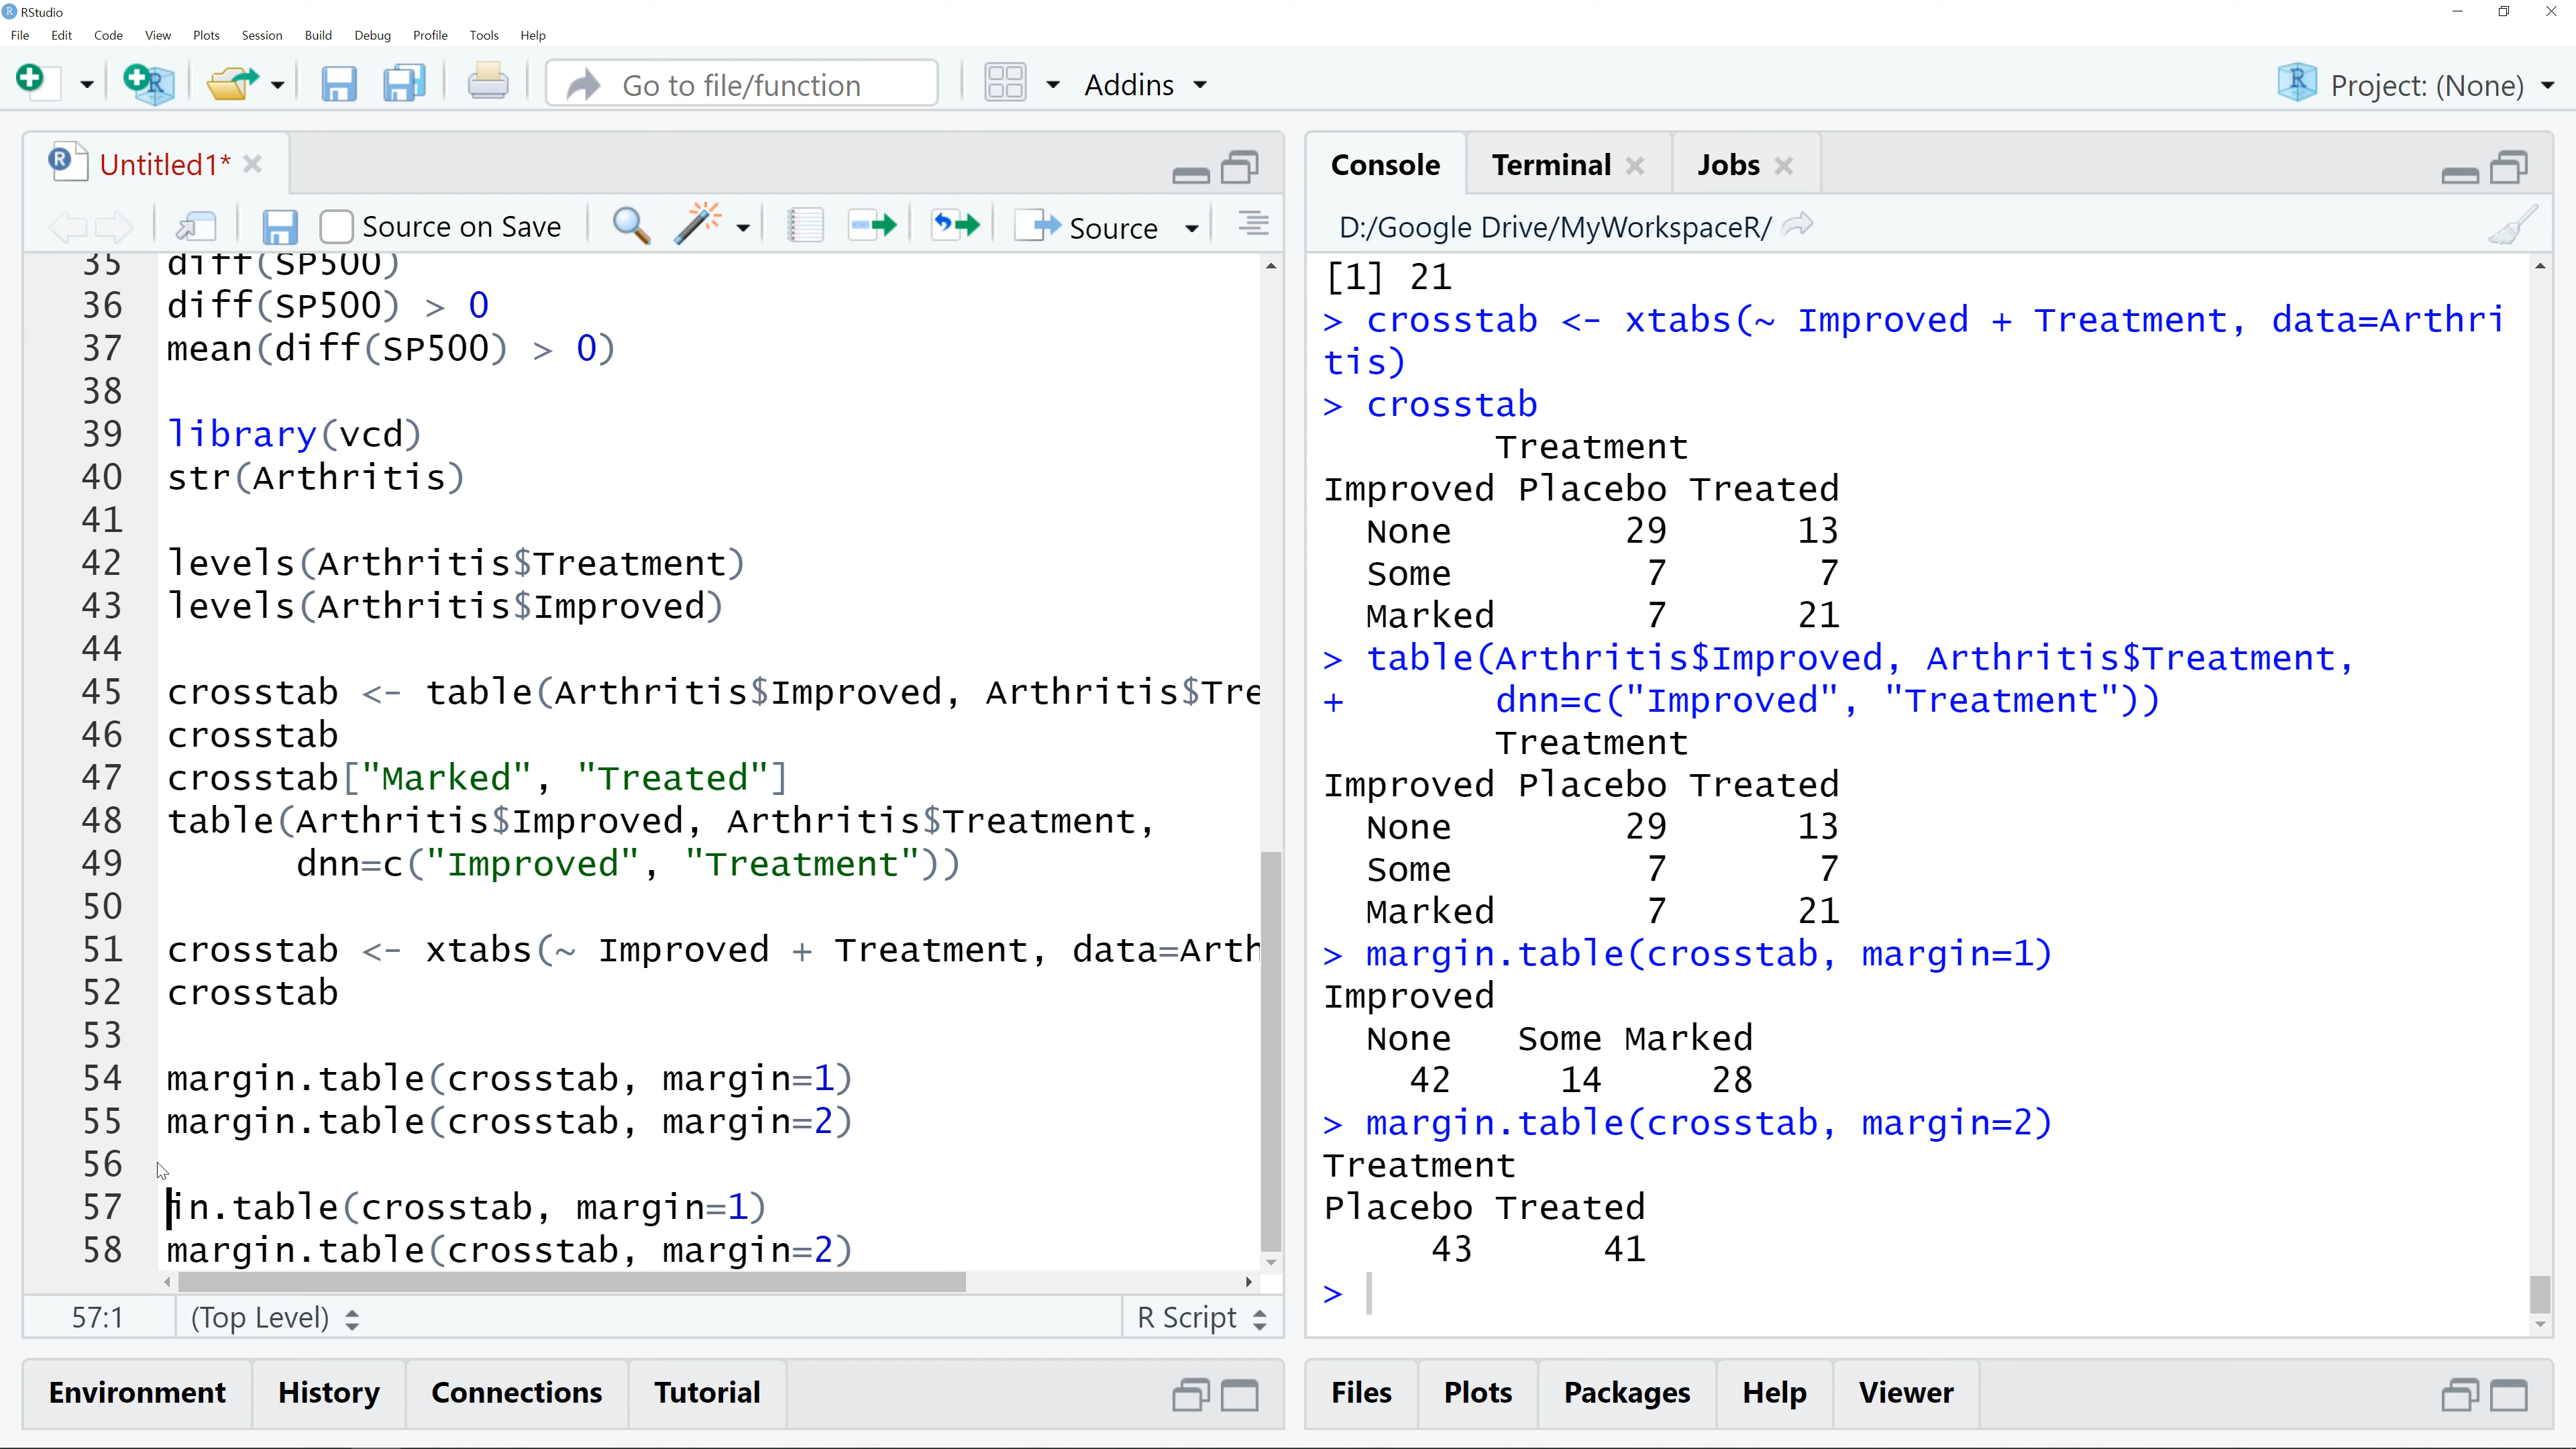 RStudio
File Edit Code View Plots Session Build Debug Profile Tools Help
Go to file/function Addins Project: (None)
Untitled1*
Source on Save Source
35 diff(SP500)
36 diff(SP500) > 0
37 mean(diff(SP500) > 0)
38
39 library(vcd)
40 str(Arthritis)
41
42 levels(Arthritis$Treatment)
43 levels(Arthritis$Improved)
44
45 crosstab <- table(Arthritis$Improved, Arthritis$Tre
46 crosstab
47 crosstab["Marked", "Treated"]
48 table(Arthritis$Improved, Arthritis$Treatment,
49       dnn=c("Improved", "Treatment"))
50
51 crosstab <- xtabs(~ Improved + Treatment, data=Arth
52 crosstab
53
54 margin.table(crosstab, margin=1)
55 margin.table(crosstab, margin=2)
56
57 in.table(crosstab, margin=1)
58 margin.table(crosstab, margin=2)
57:1 (Top Level) R Script
Environment History Connections Tutorial
Console Terminal Jobs
D:/Google Drive/MyWorkspaceR/
[1] 21
> crosstab <- xtabs(~ Improved + Treatment, data=Arthri
tis)
> crosstab
        Treatment
Improved Placebo Treated
  None        29      13
  Some         7       7
  Marked       7      21
> table(Arthritis$Improved, Arthritis$Treatment,
+       dnn=c("Improved", "Treatment"))
        Treatment
Improved Placebo Treated
  None        29      13
  Some         7       7
  Marked       7      21
> margin.table(crosstab, margin=1)
Improved
  None   Some Marked
    42     14     28
> margin.table(crosstab, margin=2)
Treatment
Placebo Treated
     43      41
>
Files Plots Packages Help Viewer